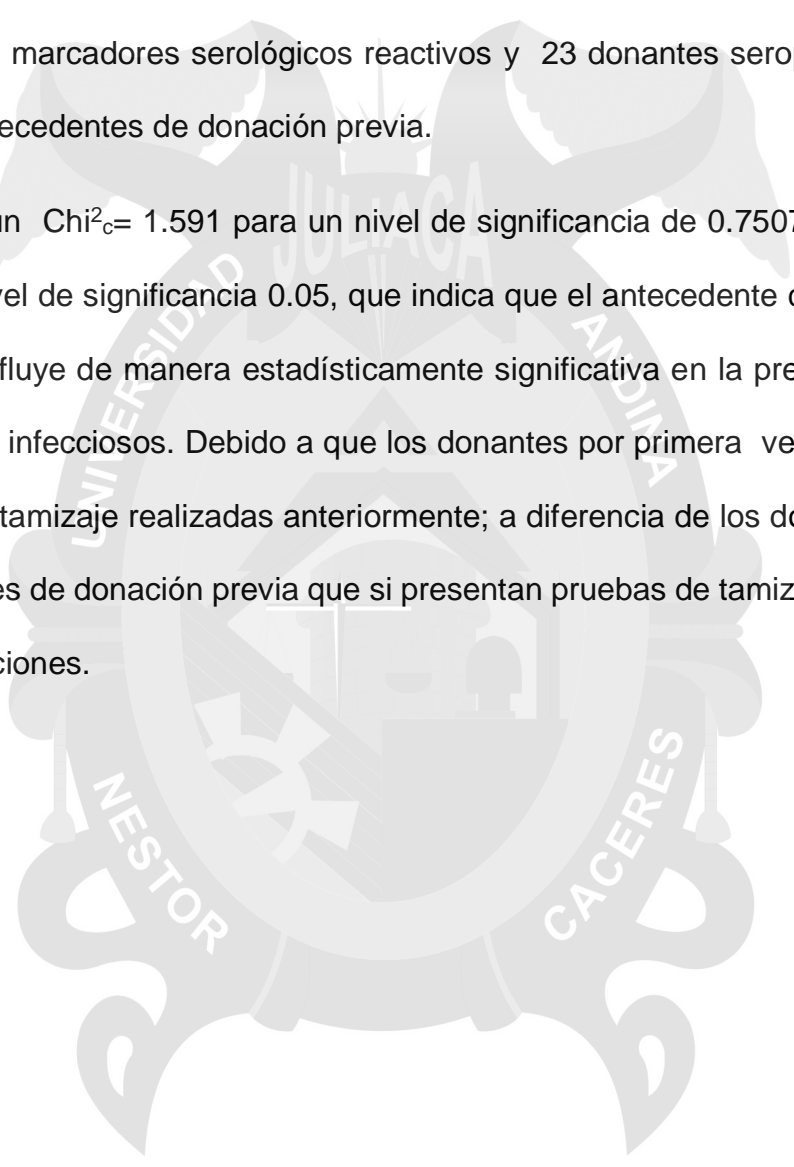 marcadores serológicos reactivos y 23 donantes sero
ecedentes de donación previa.
Chi²c= 1.591 para un nivel de significancia de 0.7507
el de significancia 0.05, que indica que el antecedente
fluye de manera estadísticamente significativa en la pre
infecciosos. Debido a que los donantes por primera ve
tamizaje realizadas anteriormente; a diferencia de los do
es de donación previa que si presentan pruebas de tamiz
ciones.
UNIVERSIDAD JULIACA ANDINA
NESTOR CACERES